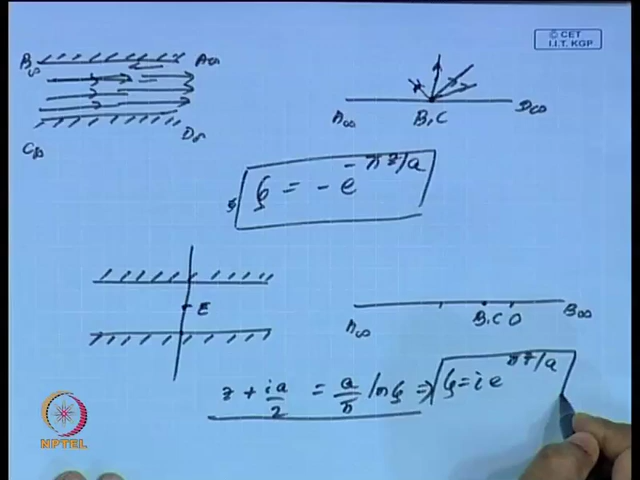 © CET
I.I.T. KGP
B∞ A∞
C∞ D∞
A∞ B,C D∞
ζ = - e^{-πz/a}
E
A∞ B,C O B∞
z + ia/2 = a/π ln ζ ⇒ ζ = i e^{πz/a}
NPTEL